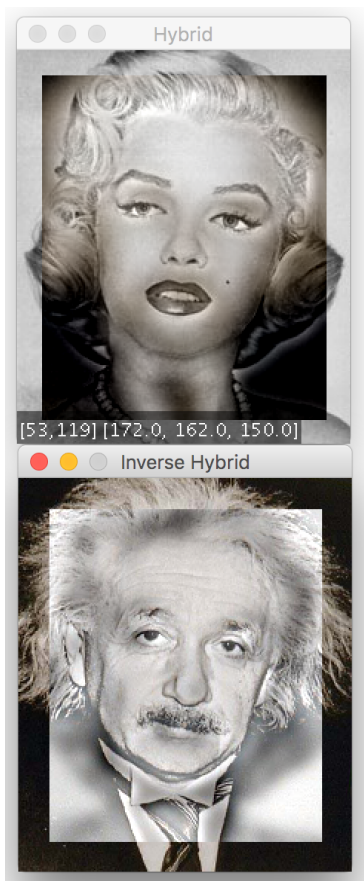 Hybrid
[53,119] [172.0, 162.0, 150.0]
Inverse Hybrid